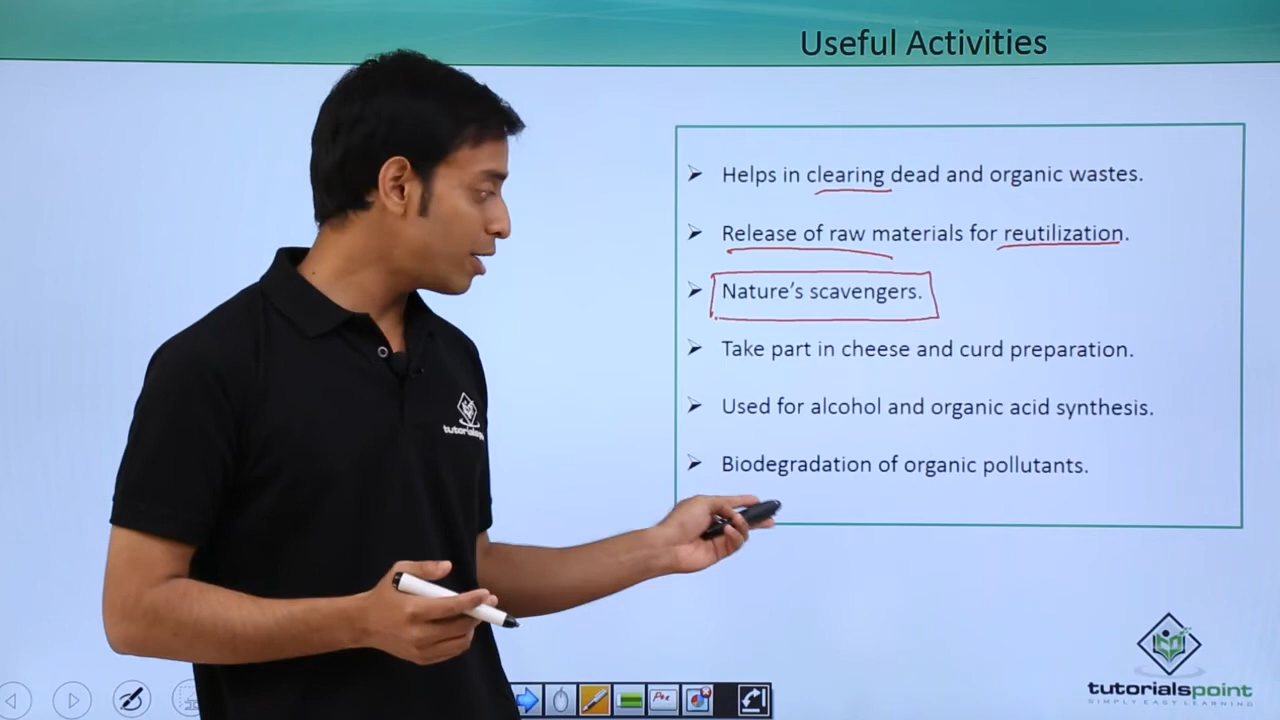 Useful Activities
➢ Helps in clearing dead and organic wastes.
➢ Release of raw materials for reutilization.
➢ Nature's scavengers.
➢ Take part in cheese and curd preparation.
➢ Used for alcohol and organic acid synthesis.
➢ Biodegradation of organic pollutants.
tutorialspoint
SIMPLY EASY LEARNING